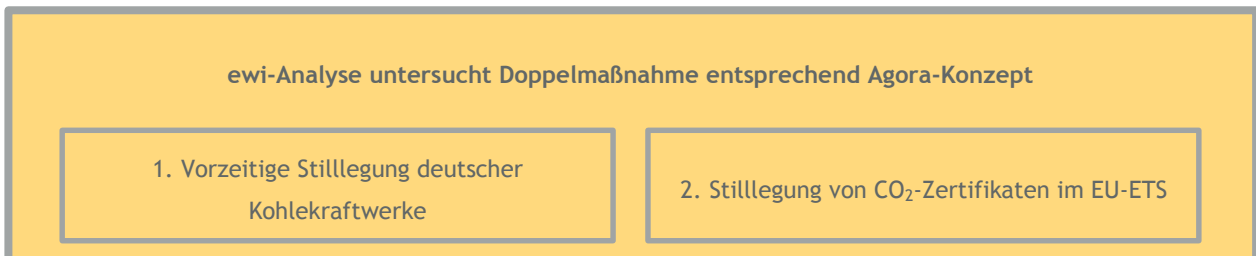 ewi-Analyse untersucht Doppelmaßnahme entsprechend Agora-Konzept
1. Vorzeitige Stilllegung deutscher
Kohlekraftwerke
2. Stilllegung von CO₂-Zertifikaten im EU-ETS